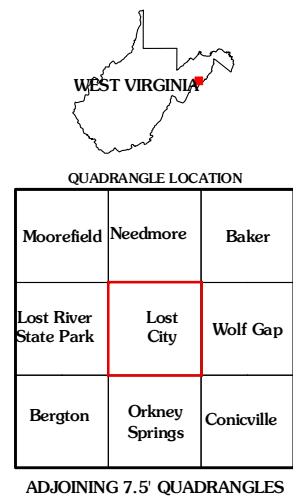 WEST VIRGINIA
QUADRANGLE LOCATION
Moorefield
Needmore
Baker
Lost River
State Park
Lost
City
Wolf Gap
Bergton
Orkney
Springs
Conicville
ADJOINING 7.5' QUADRANGLES